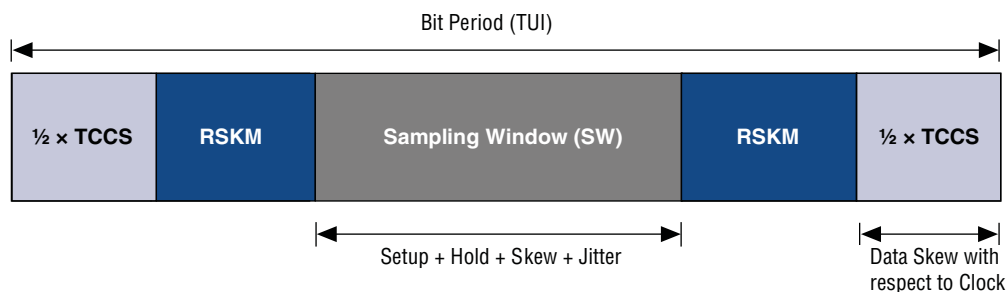 Bit Period (TUI)
½ × TCCS
RSKM
Sampling Window (SW)
RSKM
½ × TCCS
Setup + Hold + Skew + Jitter
Data Skew with
respect to Clock